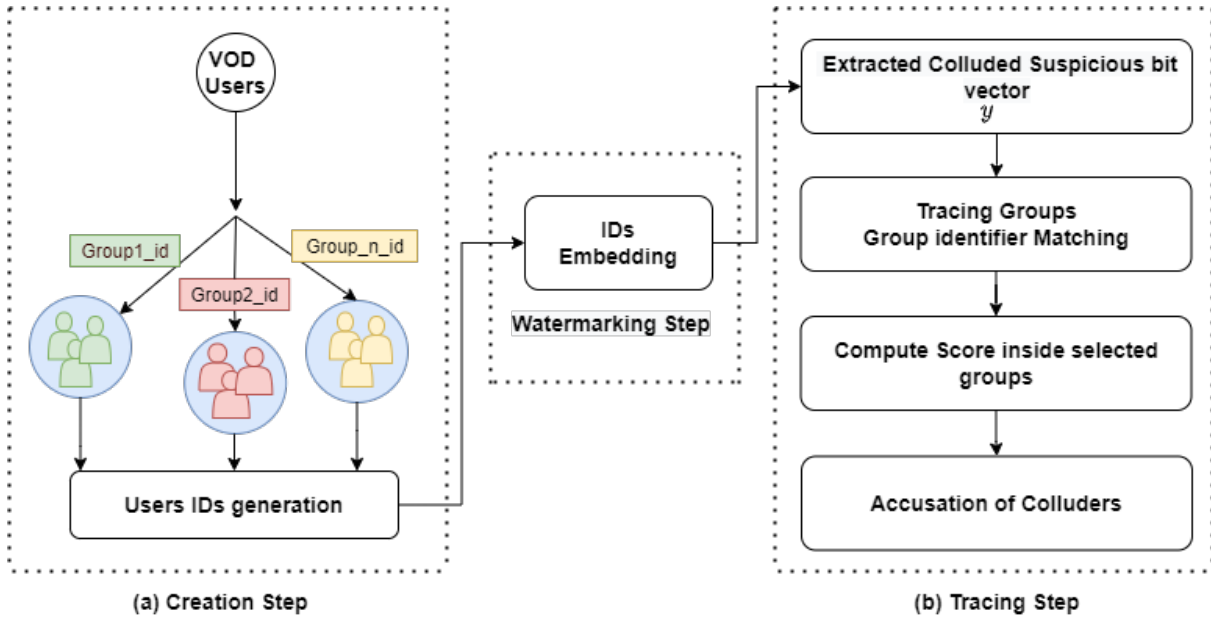 VOD
Users
Group1_id
Group2_id
Group_n_id
Users IDs generation
(a) Creation Step
IDs
Embedding
Watermarking Step
Extracted Colluded Suspicious bit
vector
y
Tracing Groups
Group identifier Matching
Compute Score inside selected
groups
Accusation of Colluders
(b) Tracing Step